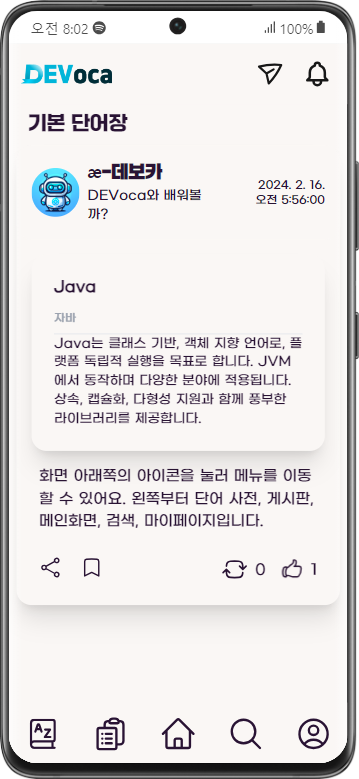 오전 8:02 100%
DEVoca
기본 단어장
æ-데보카
DEVoca와 배워볼
까?
2024. 2. 16.
오전 5:56:00
Java
자바
Java는 클래스 기반, 객체 지향 언어로, 플
랫폼 독립적 실행을 목표로 합니다. JVM
에서 동작하며 다양한 분야에 적용됩니다.
상속, 캡슐화, 다형성 지원과 함께 풍부한
라이브러리를 제공합니다.
화면 아래쪽의 아이콘을 눌러 메뉴를 이동
할 수 있어요. 왼쪽부터 단어 사전, 게시판,
메인화면, 검색, 마이페이지입니다.
0 1
AZ